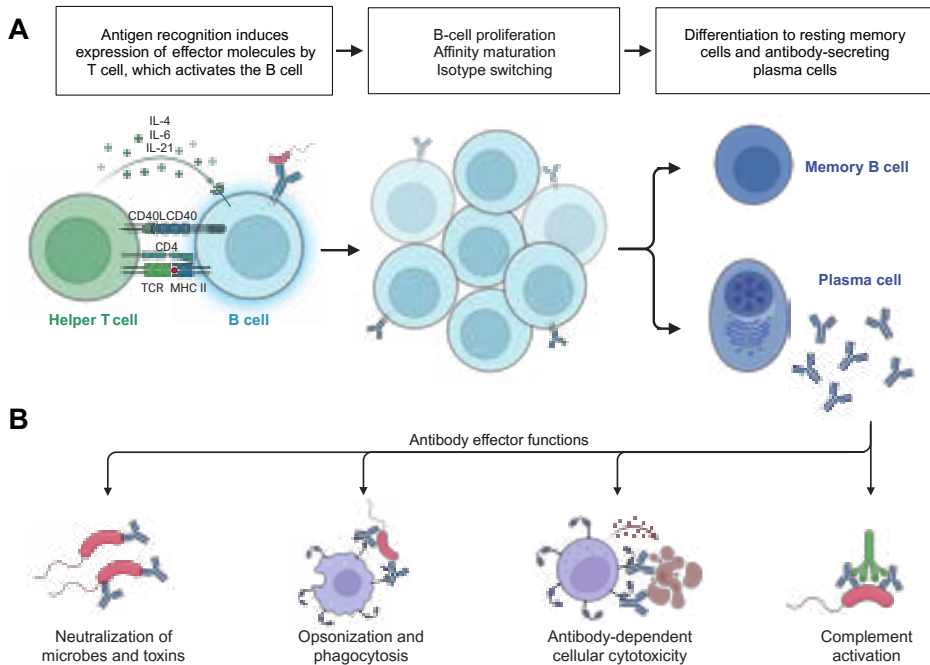 A
Antigen recognition induces
expression of effector molecules by
T cell, which activates the B cell
B-cell proliferation
Affinity maturation
Isotype switching
Differentiation to resting memory
cells and antibody-secreting
plasma cells
IL-4
IL-6
IL-21
CD40L CD40
CD4
TCR MHC II
Helper T cell
B cell
Memory B cell
Plasma cell
B
Antibody effector functions
Neutralization of
microbes and toxins
Opsonization and
phagocytosis
Antibody-dependent
cellular cytotoxicity
Complement
activation